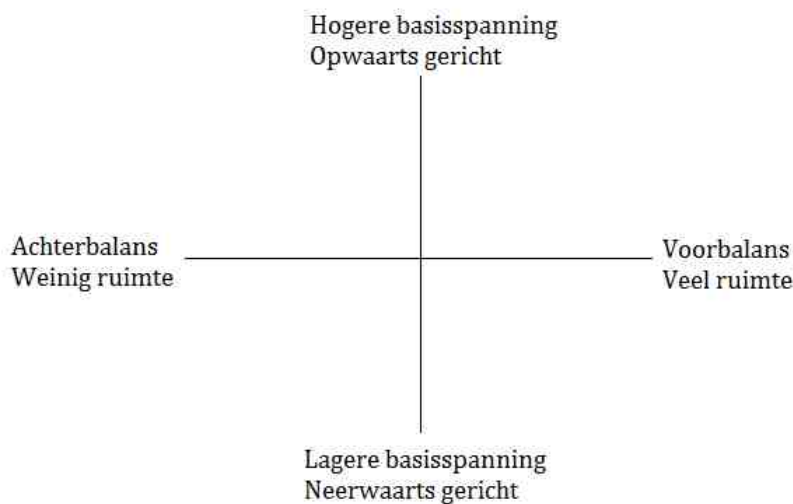 Hogere basisspanning
Opwaarts gericht
Achterbalans
Weinig ruimte
Voorbalans
Veel ruimte
Lagere basisspanning
Neerwaarts gericht